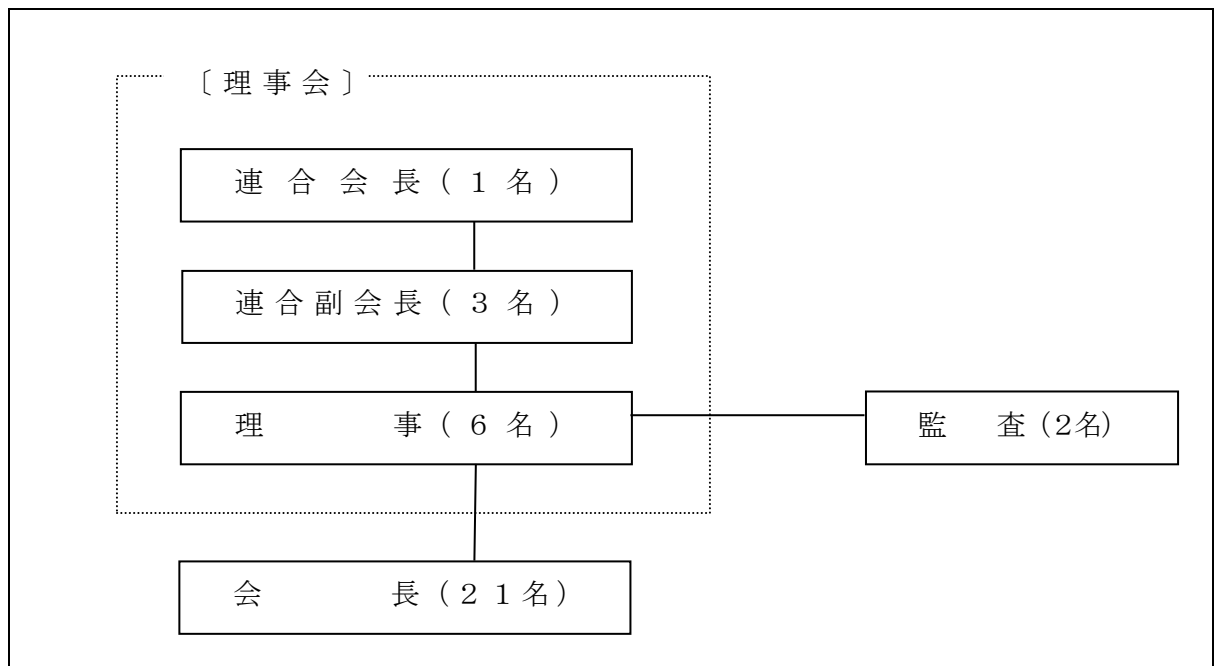 〔理事会〕
連合会長(１名)
連合副会長(３名)
理　事(６名)
監　査(2名)
会　長(２１名)